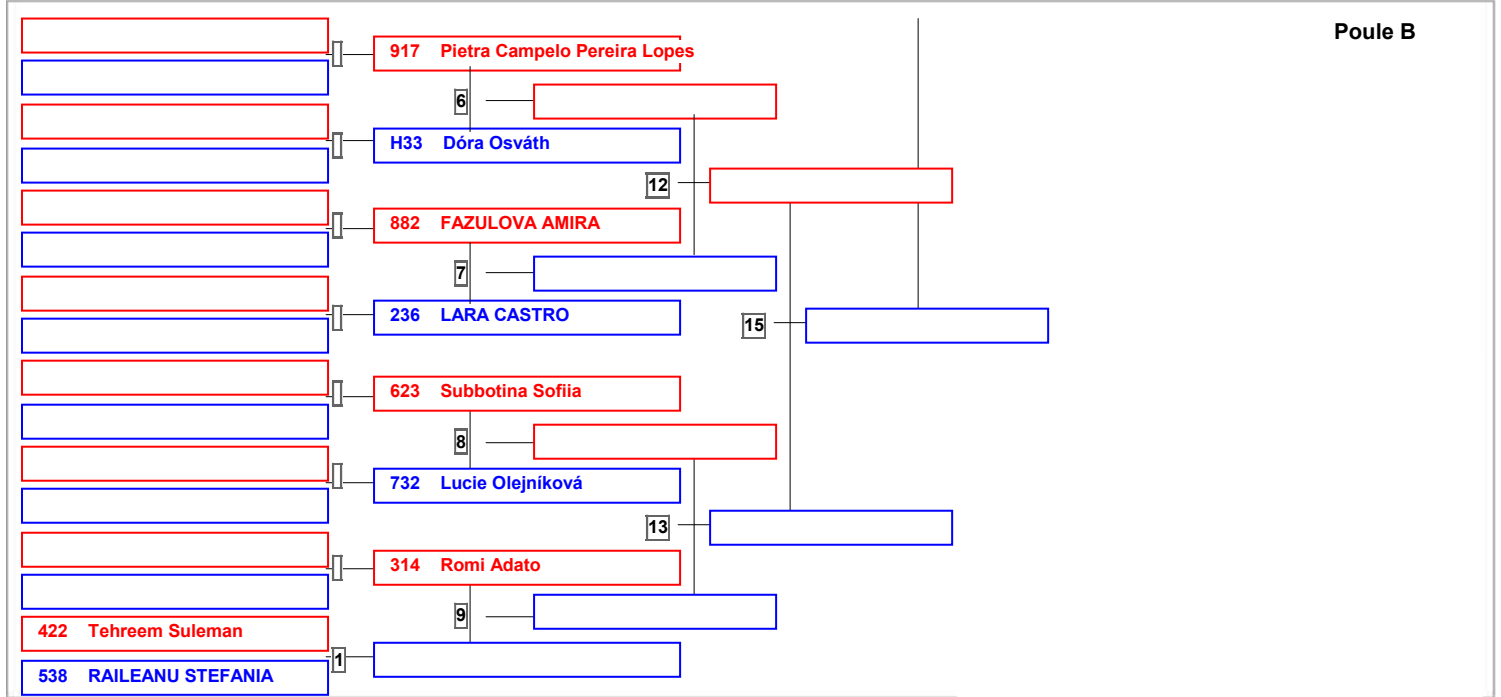 Poule B
917 Pietra Campelo Pereira Lopes
6
H33 Dóra Osváth
12
882 FAZULOVA AMIRA
7
236 LARA CASTRO
15
623 Subbotina Sofiia
8
732 Lucie Olejníková
13
314 Romi Adato
9
422 Tehreem Suleman
1
538 RAILEANU STEFANIA